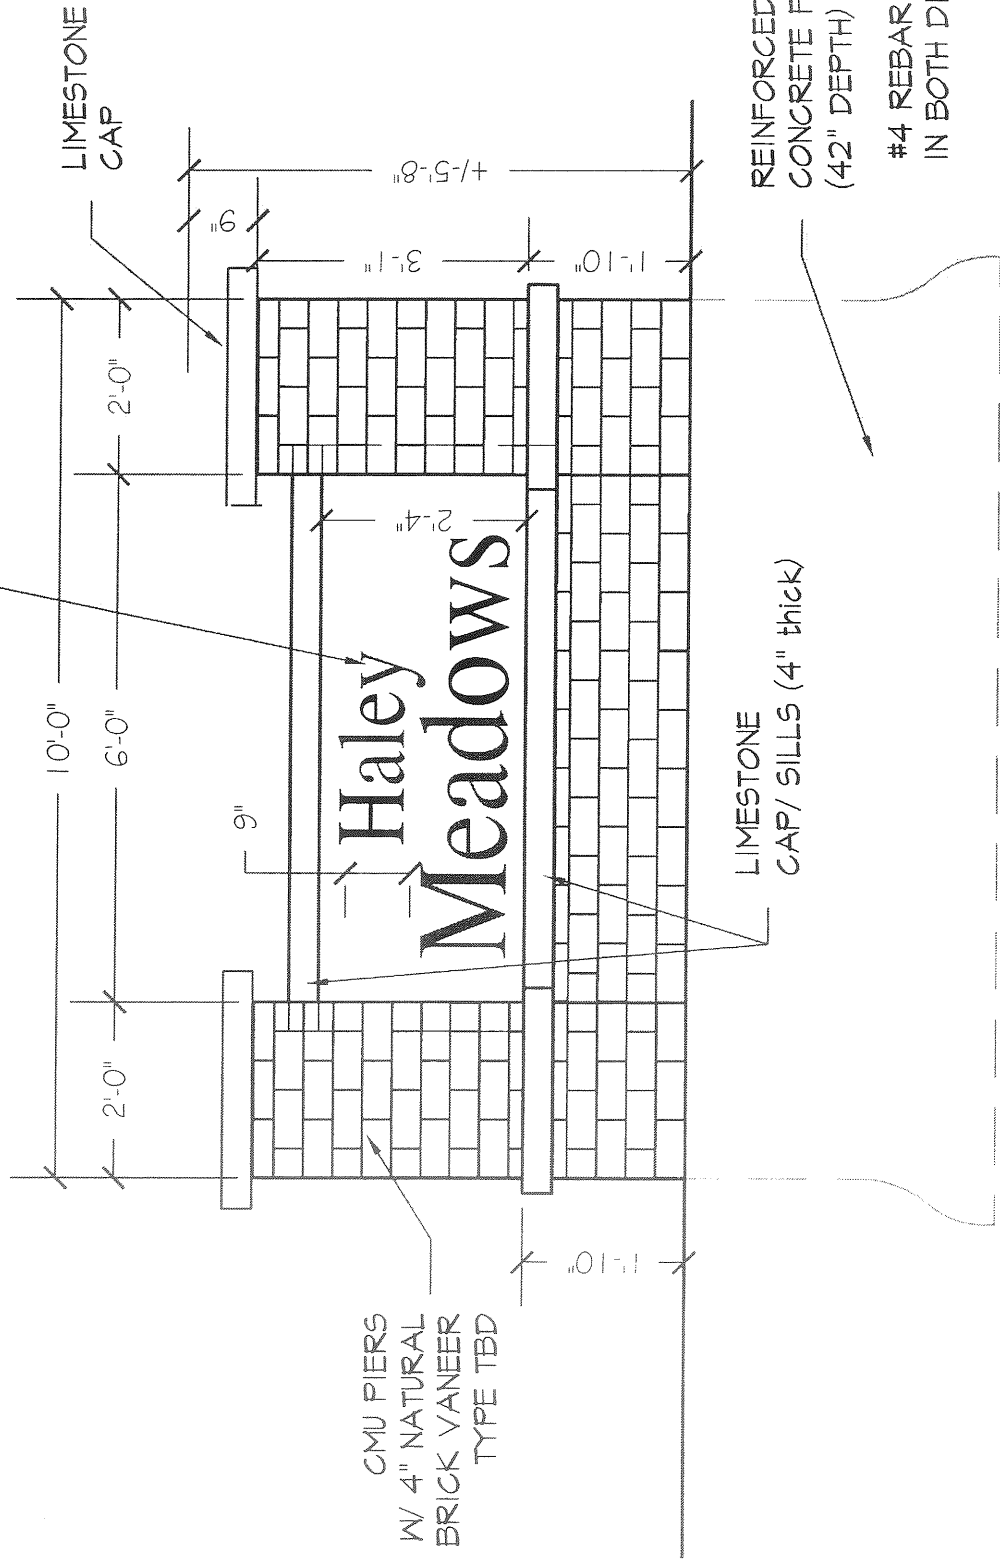 10'-0"
2'-0"
6'-0"
2'-0"
LIMESTONE
CAP
9"
9"
+/-5'-8"
3'-1"
1'-10"
2'-4"
Haley
Meadows
CMU PIERS
W/ 4" NATURAL
BRICK VANEER
TYPE TBD
1'-10"
LIMESTONE
CAP/ SILLS (4" thick)
REINFORCED
CONCRETE F
(42" DEPTH)
#4 REBAR
IN BOTH DI